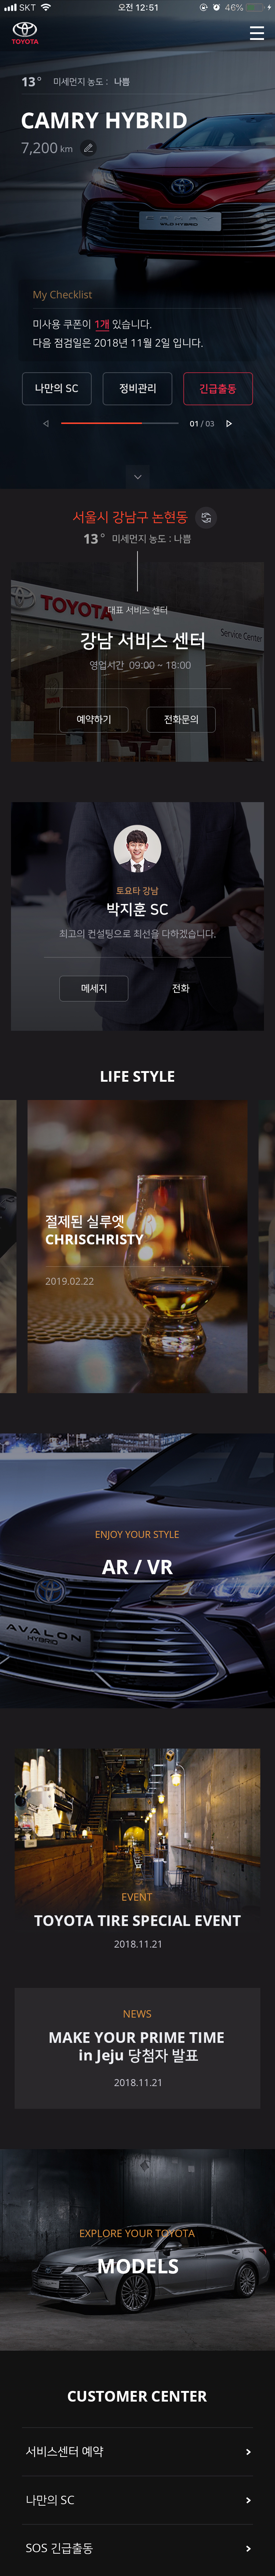 SKT
오전 12:51
46%
TOYOTA
13°
미세먼지 농도 : 나쁨
CAMRY HYBRID
7,200 km
CAMRY
WILD HYBRID
My Checklist
미사용 쿠폰이 1개 있습니다.
다음 점검일은 2018년 11월 2일 입니다.
나만의 SC
정비관리
긴급출동
01 / 03
서울시 강남구 논현동
13° 미세먼지 농도 : 나쁨
TOYOTA
Service Center
대표 서비스 센터
강남 서비스 센터
영업서간 09:00 ~ 18:00
예약하기
전화문의
토요타 강남
박지훈 SC
최고의 컨설팅으로 최선을 다하겠습니다.
메세지
전화
LIFE STYLE
절제된 실루엣
CHRISCHRISTY
2019.02.22
ENJOY YOUR STYLE
AR / VR
AVALON
HYBRID
EVENT
TOYOTA TIRE SPECIAL EVENT
2018.11.21
NEWS
MAKE YOUR PRIME TIME
in Jeju 당첨자 발표
2018.11.21
EXPLORE YOUR TOYOTA
MODELS
CUSTOMER CENTER
서비스센터 예약
나만의 SC
SOS 긴급출동